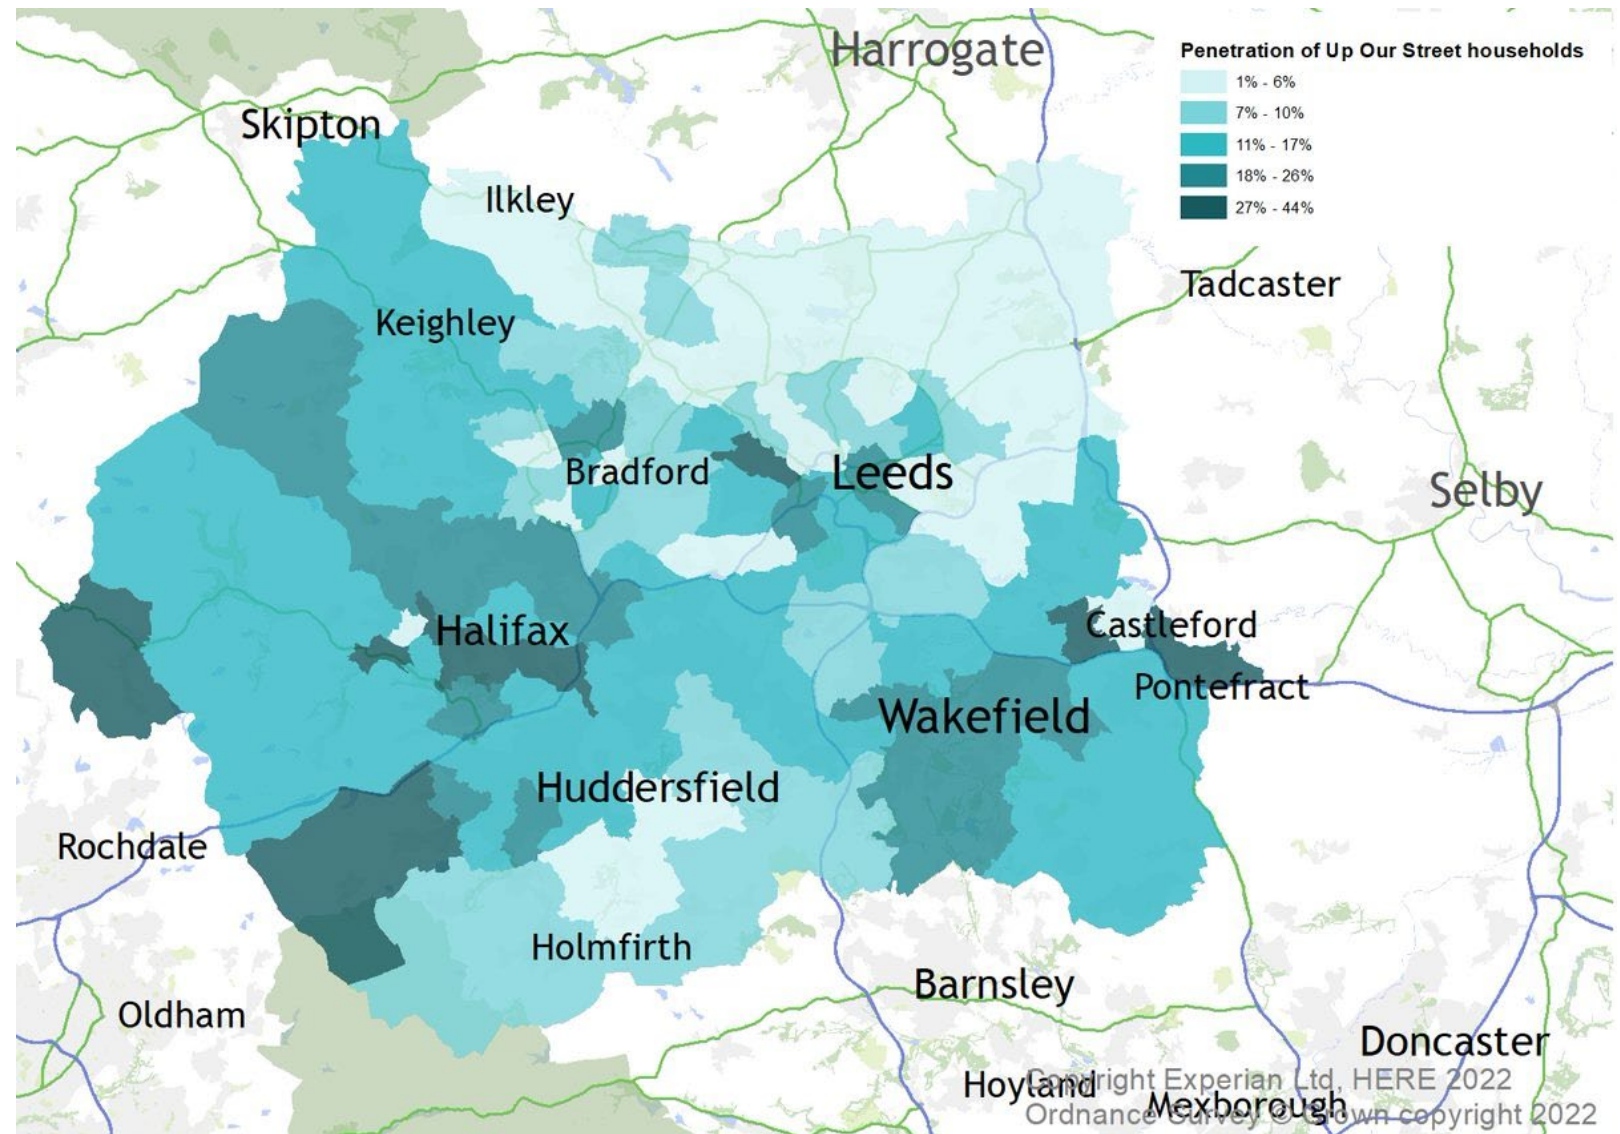 Harrogate
Penetration of Up Our Street households
1% - 6%
7% - 10%
11% - 17%
18% - 26%
27% - 44%
Skipton
Ilkley
Tadcaster
Keighley
Bradford
Leeds
Selby
Halifax
Castleford
Pontefract
Wakefield
Huddersfield
Rochdale
Holmfirth
Barnsley
Oldham
Doncaster
Hoyland
Mexborough
Copyright Experian Ltd, HERE 2022
Ordnance Survey © Crown copyright 2022